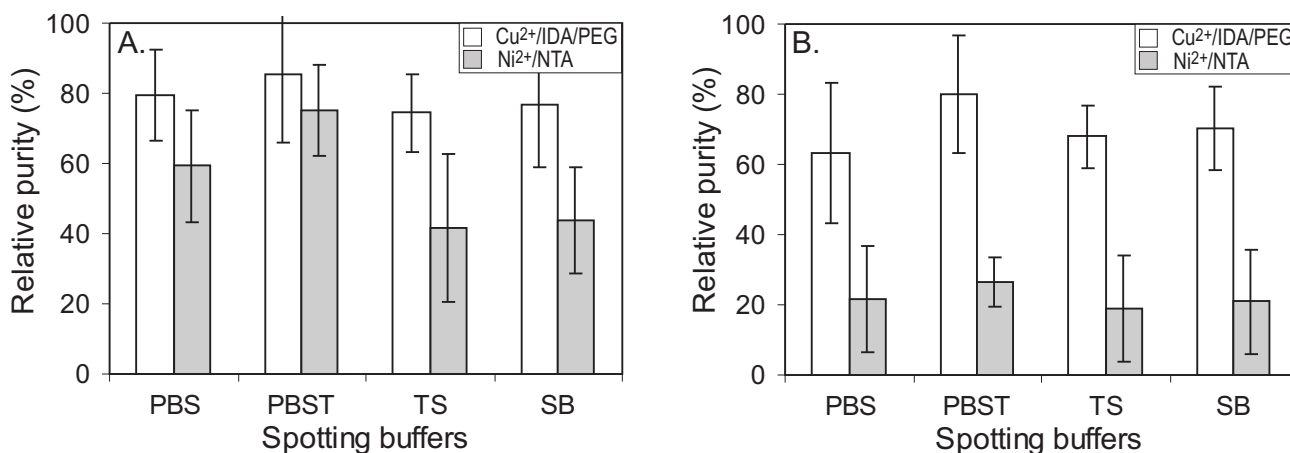 A.
Cu²⁺/IDA/PEG
Ni²⁺/NTA
Relative purity (%)
100
80
60
40
20
0
PBS PBST TS SB
Spotting buffers
B.
Cu²⁺/IDA/PEG
Ni²⁺/NTA
Relative purity (%)
100
80
60
40
20
0
PBS PBST TS SB
Spotting buffers